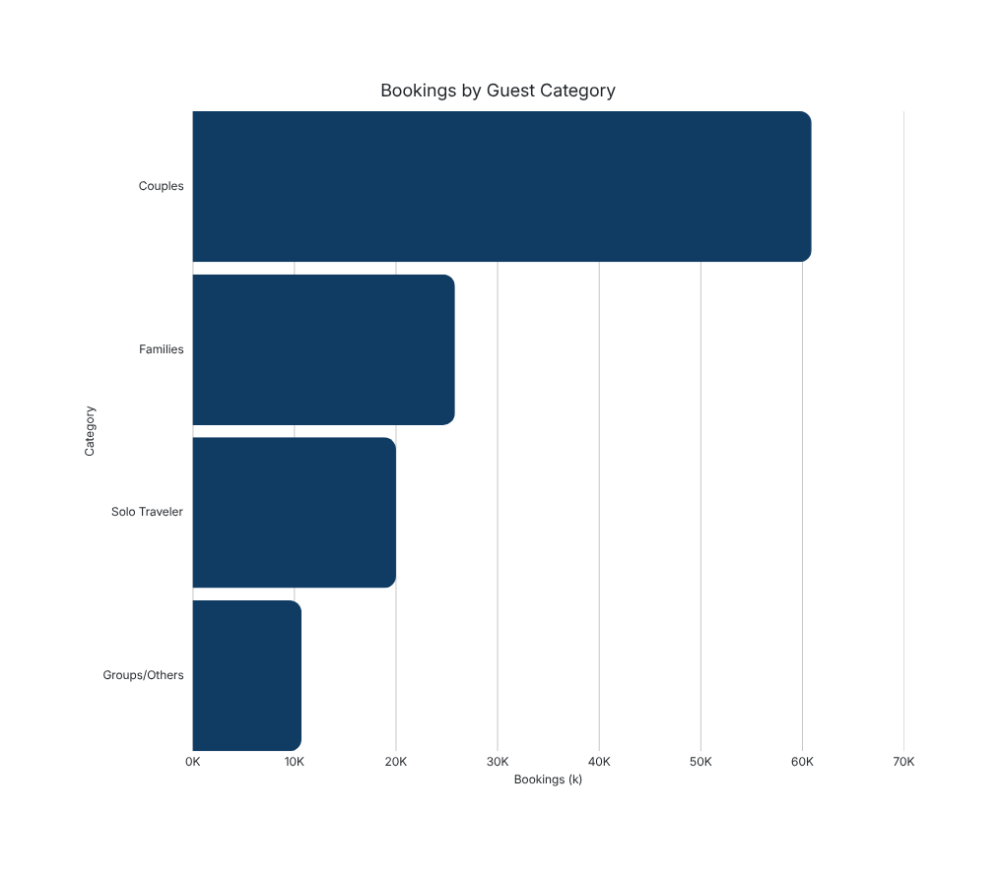 Bookings by Guest Category
Couples
Families
Category
Solo Traveler
Groups/Others
0K 10K 20K 30K 40K 50K 60K 70K
Bookings (k)